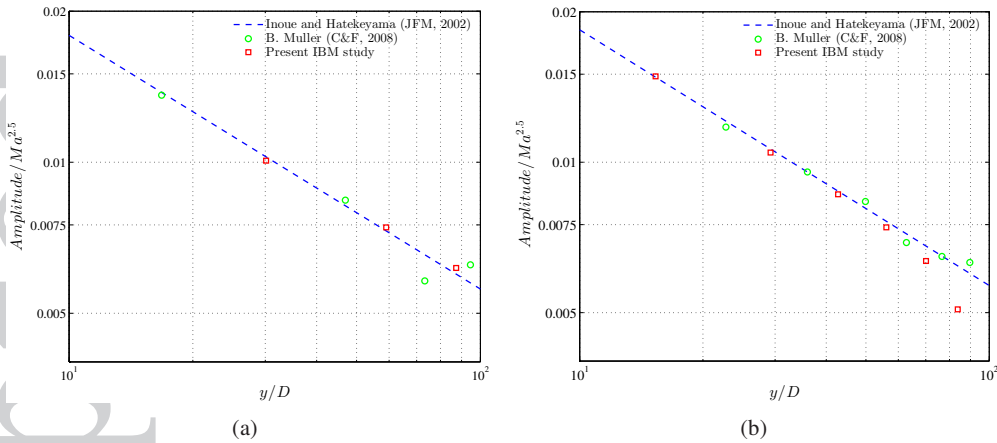 0.02
0.015
0.01
0.0075
0.005
Amplitude/Ma^2.5
10^1
10^2
y/D
Inoue and Hatekeyama (JFM, 2002)
B. Muller (C&F, 2008)
Present IBM study
(a)
0.02
0.015
0.01
0.0075
0.005
Amplitude/Ma^2.5
10^1
10^2
y/D
Inoue and Hatekeyama (JFM, 2002)
B. Muller (C&F, 2008)
Present IBM study
(b)